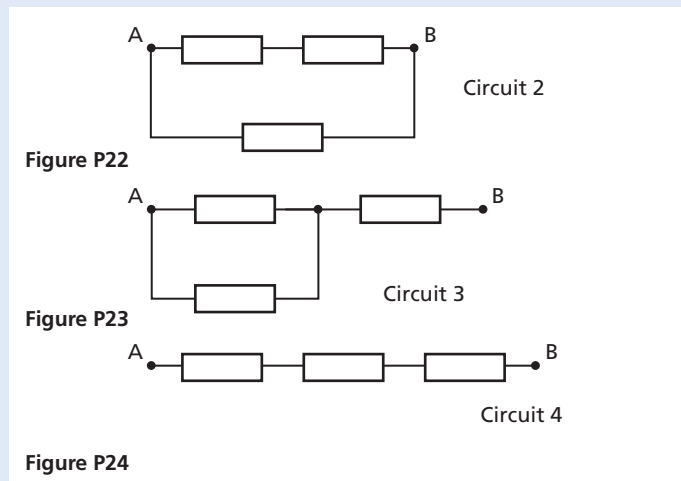 A B
Circuit 2
Figure P22
A B
Circuit 3
Figure P23
A B
Circuit 4
Figure P24